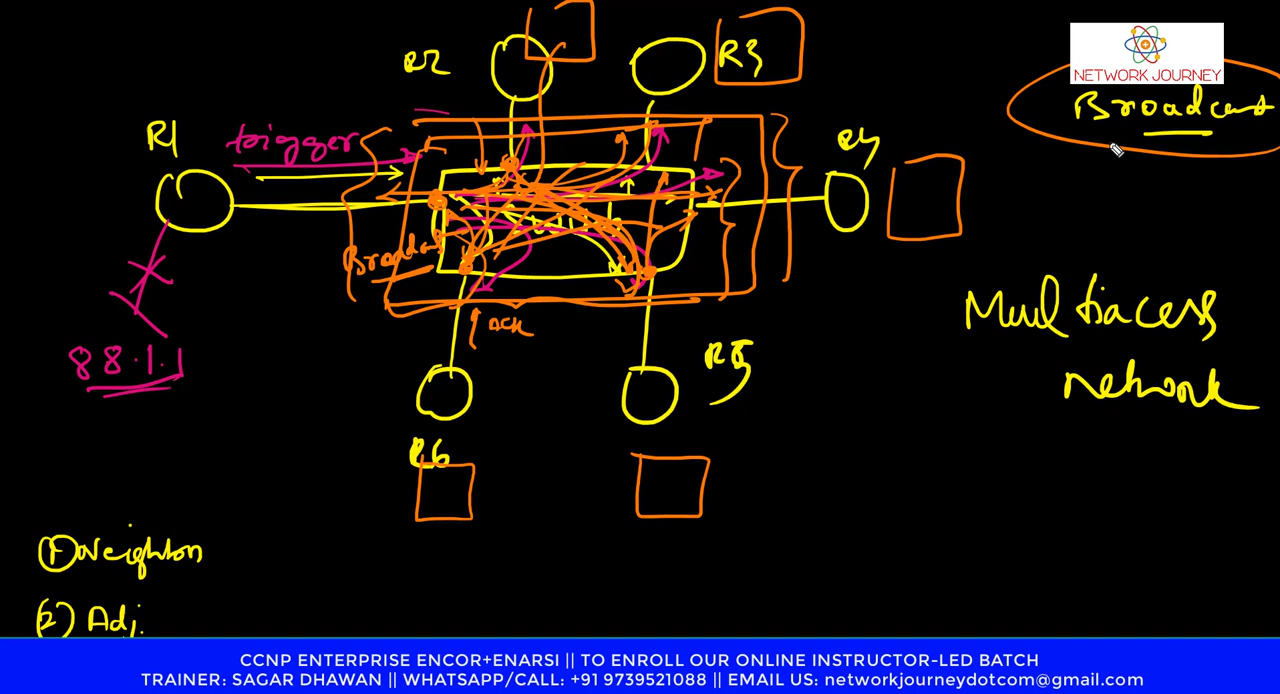 R2
R3
NETWORK JOURNEY
Broadcast
R1
trigger
R4
Broadcast
Ack
88.1.1
Multiacess
network
R5
R6
1) Neighbor
2) Adj.
CCNP ENTERPRISE ENCOR+ENARSI || TO ENROLL OUR ONLINE INSTRUCTOR-LED BATCH
TRAINER: SAGAR DHAWAN || WHATSAPP/CALL: +91 9739521088 || EMAIL US: networkjourneydotcom@gmail.com